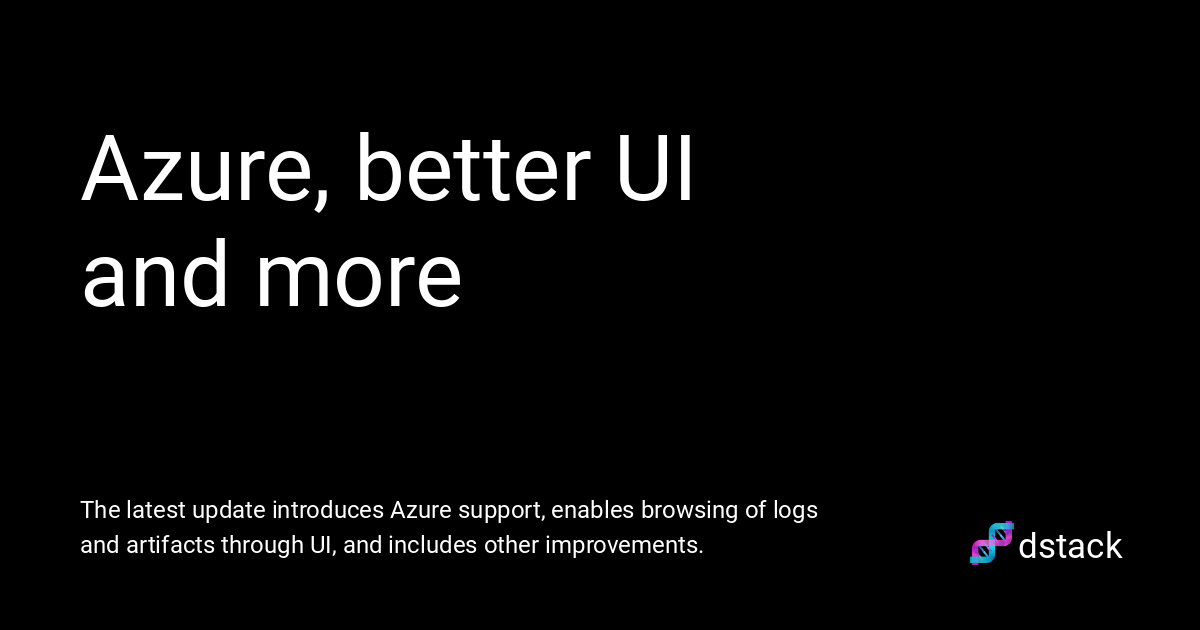 Azure, better UI
and more
The latest update introduces Azure support, enables browsing of logs
and artifacts through UI, and includes other improvements.
dstack